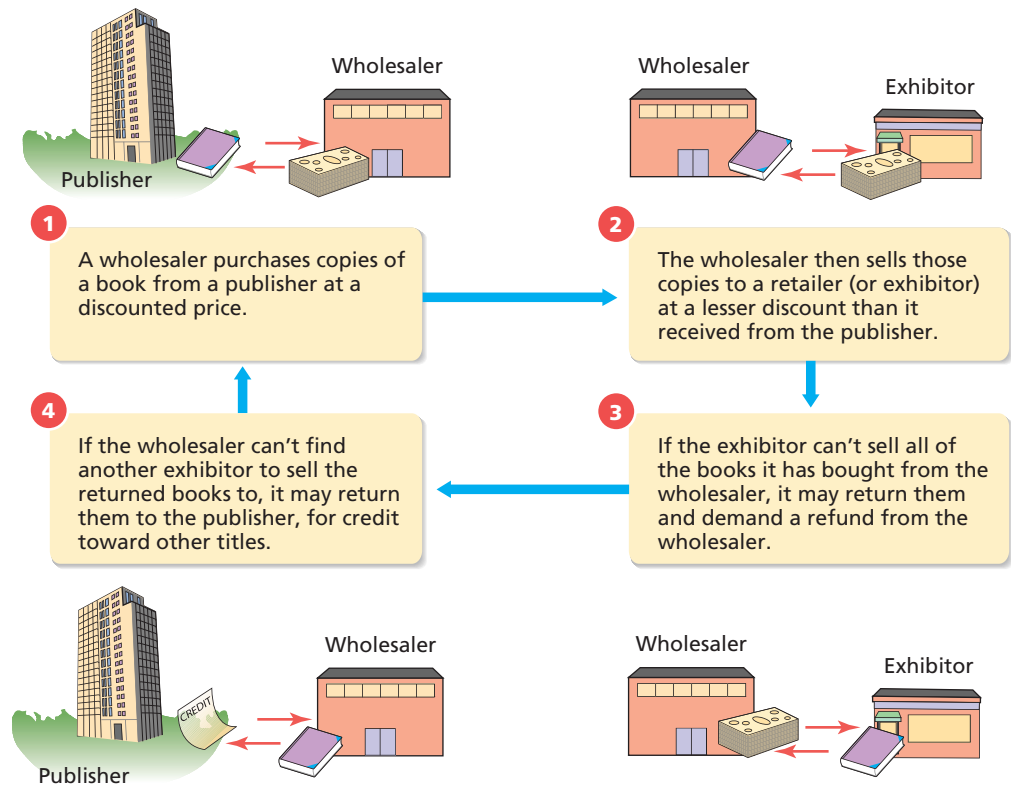 Wholesaler
Publisher
Wholesaler
Exhibitor
1
A wholesaler purchases copies of
a book from a publisher at a
discounted price.
2
The wholesaler then sells those
copies to a retailer (or exhibitor)
at a lesser discount than it
received from the publisher.
4
If the wholesaler can't find
another exhibitor to sell the
returned books to, it may return
them to the publisher, for credit
toward other titles.
3
If the exhibitor can't sell all of
the books it has bought from the
wholesaler, it may return them
and demand a refund from the
wholesaler.
Wholesaler
CREDIT
Publisher
Wholesaler
Exhibitor